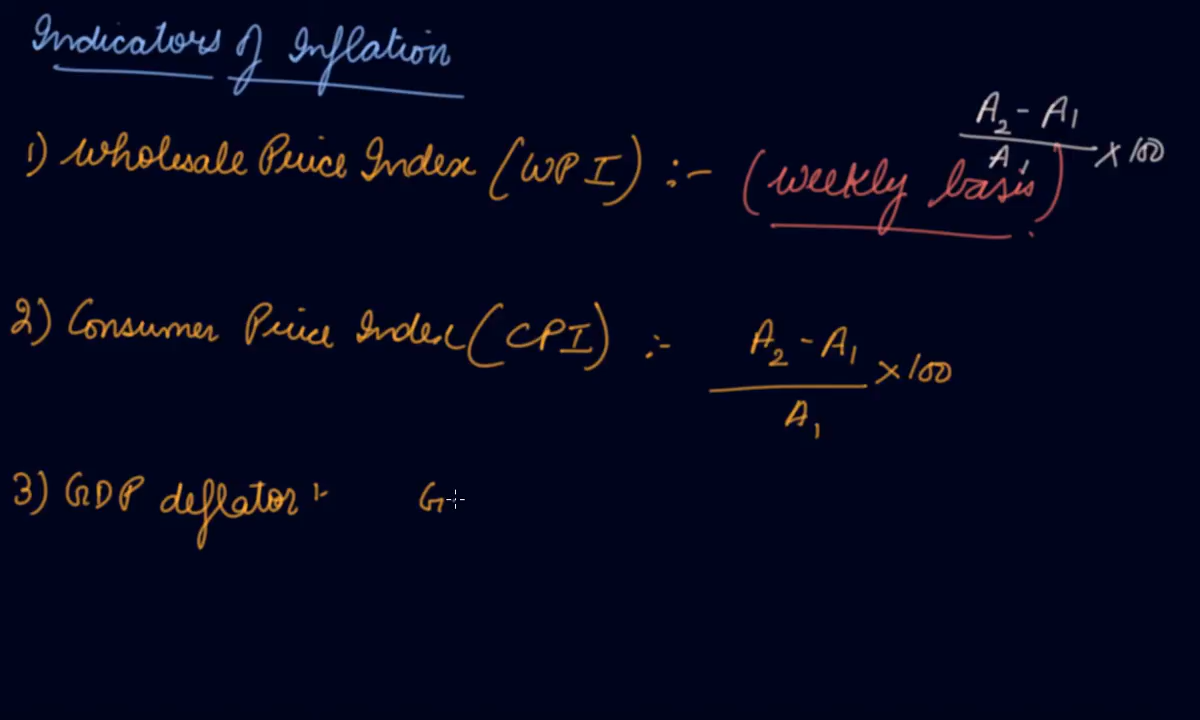 Indicators of Inflation
A₂ - A₁
1) Wholesale Price Index (WPI) :- (weekly basis)
A₁ × 100
2) Consumer Price Index (CPI) :- A₂ - A₁ × 100
A₁
3) GDP deflator :- G